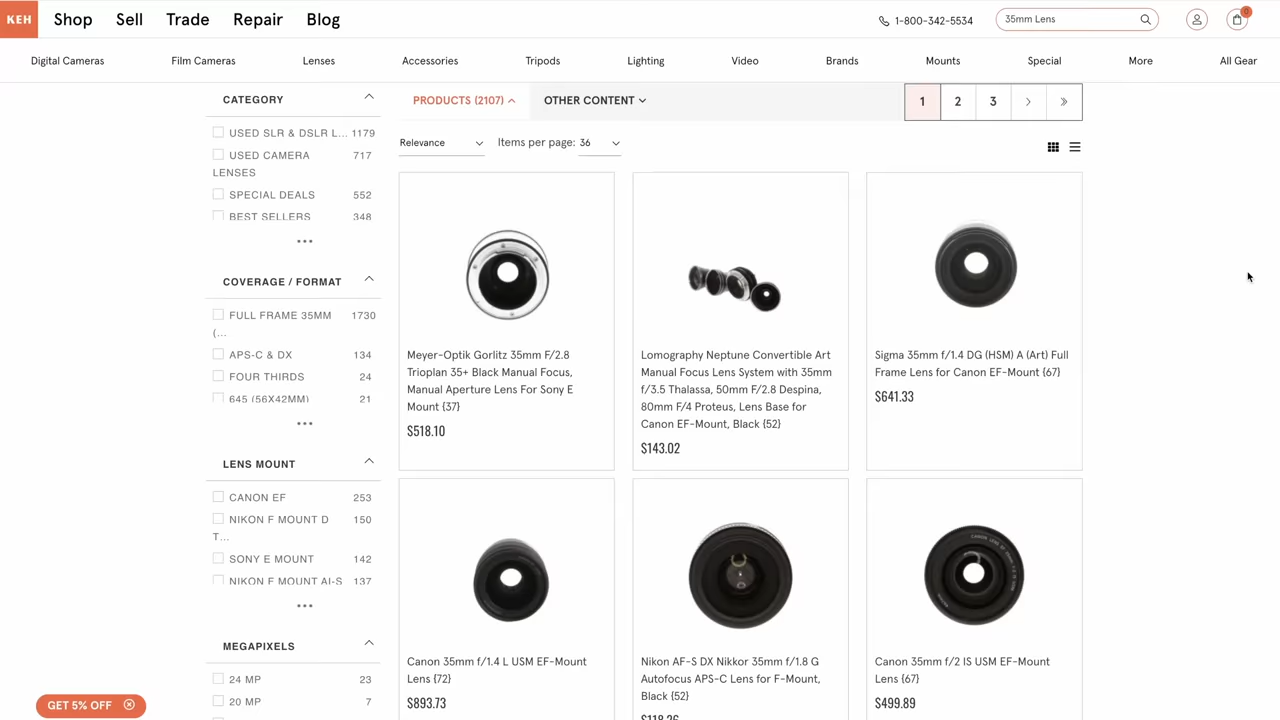 KEH
Shop Sell Trade Repair Blog
1-800-342-5534
35mm Lens
0
Digital Cameras Film Cameras Lenses Accessories Tripods Lighting Video Brands Mounts Special More All Gear
CATEGORY
USED SLR & DSLR L... 1179
USED CAMERA 717
LENSES
SPECIAL DEALS 552
BEST SELLERS 348
•••
COVERAGE / FORMAT
FULL FRAME 35MM 1730
(...
APS-C & DX 134
FOUR THIRDS 24
645 (56X42MM) 21
•••
LENS MOUNT
CANON EF 253
NIKON F MOUNT D 150
T...
SONY E MOUNT 142
NIKON F MOUNT AI-S 137
•••
MEGAPIXELS
24 MP 23
20 MP 7
GET 5% OFF
PRODUCTS (2107)
OTHER CONTENT
1 2 3
Relevance
Items per page: 36
Meyer-Optik Gorlitz 35mm F/2.8
Trioplan 35+ Black Manual Focus,
Manual Aperture Lens For Sony E
Mount {37}
$518.10
Lomography Neptune Convertible Art
Manual Focus Lens System with 35mm
f/3.5 Thalassa, 50mm F/2.8 Despina,
80mm F/4 Proteus, Lens Base for
Canon EF-Mount, Black {52}
$143.02
Sigma 35mm f/1.4 DG (HSM) A (Art) Full
Frame Lens for Canon EF-Mount {67}
$641.33
Canon 35mm f/1.4 L USM EF-Mount
Lens {72}
$893.73
Nikon AF-S DX Nikkor 35mm f/1.8 G
Autofocus APS-C Lens for F-Mount,
Black {52}
$118.26
Canon 35mm f/2 IS USM EF-Mount
Lens {67}
$499.89